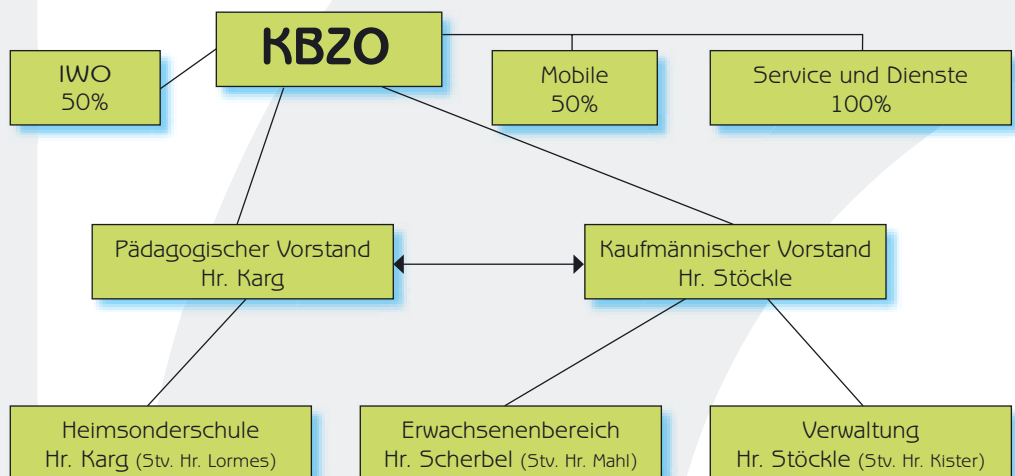 KBZO
IWO
50%
Mobile
50%
Service und Dienste
100%
Pädagogischer Vorstand
Hr. Karg
Kaufmännischer Vorstand
Hr. Stöckle
Heimsonderschule
Hr. Karg (Stv. Hr. Lormes)
Erwachsenenbereich
Hr. Scherbel (Stv. Hr. Mahl)
Verwaltung
Hr. Stöckle (Stv. Hr. Kister)